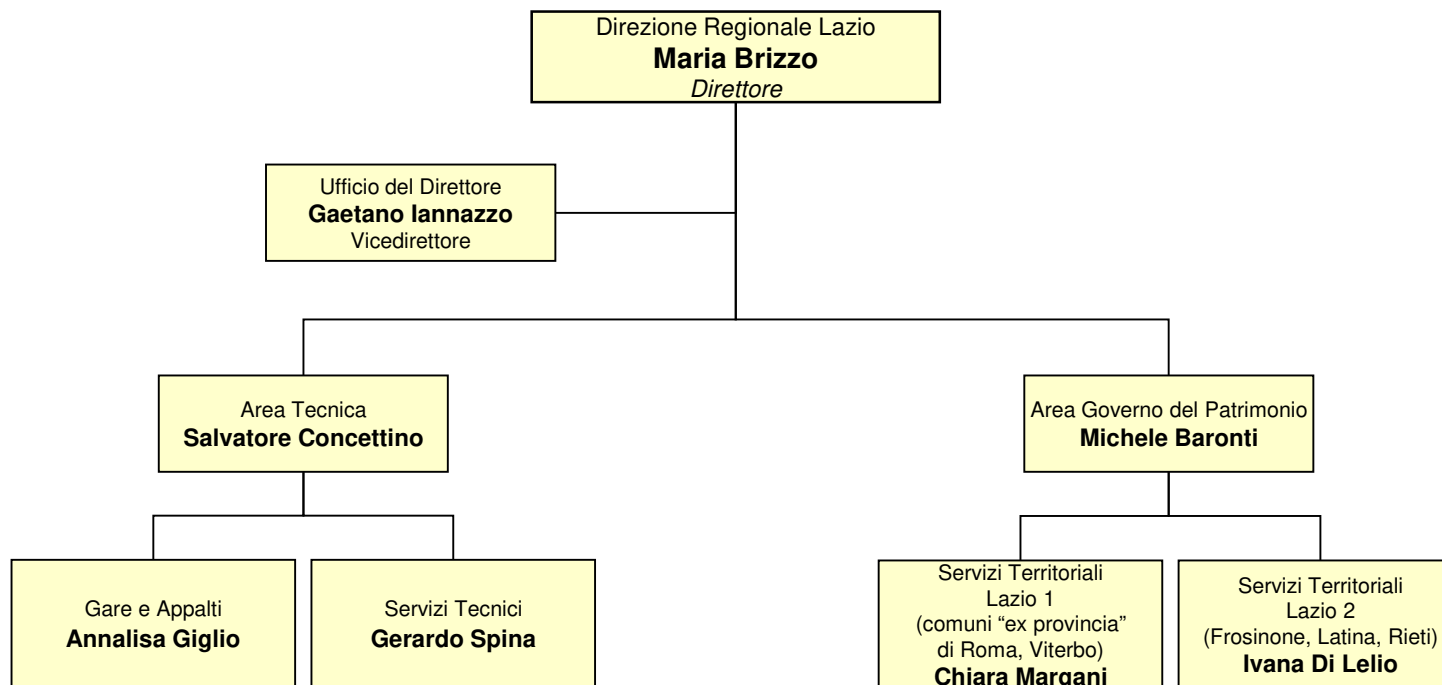 Direzione Regionale Lazio
Maria Brizzo
Direttore
Ufficio del Direttore
Gaetano Iannazzo
Vicedirettore
Area Tecnica
Salvatore Concettino
Area Governo del Patrimonio
Michele Baronti
Gare e Appalti
Annalisa Giglio
Servizi Tecnici
Gerardo Spina
Servizi Territoriali
Lazio 1
(comuni “ex provincia”
di Roma, Viterbo)
Chiara Margani
Servizi Territoriali
Lazio 2
(Frosinone, Latina, Rieti)
Ivana Di Lelio